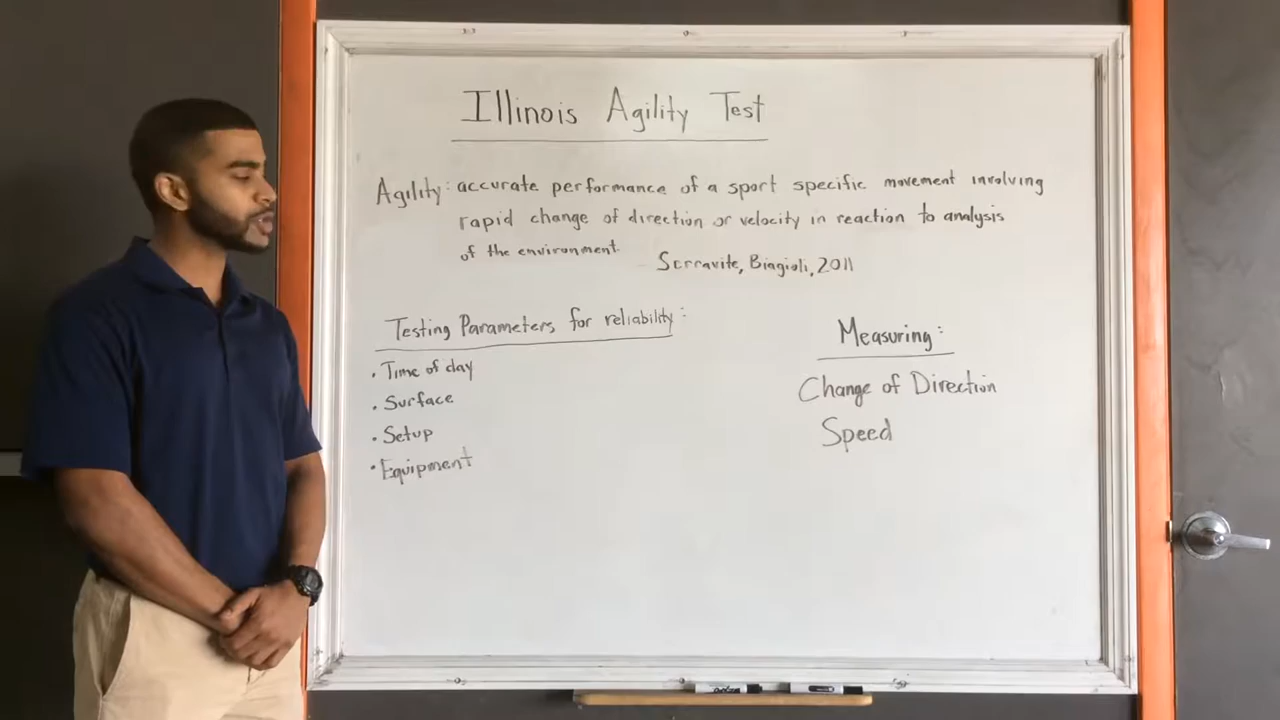 Illinois Agility Test
Agility: accurate performance of a sport specific movement involving
rapid change of direction or velocity in reaction to analysis
of the environment.
Serravite, Biagioli, 2011
Testing Parameters for reliability:
• Time of day
• Surface
• Setup
• Equipment
Measuring:
Change of Direction
Speed